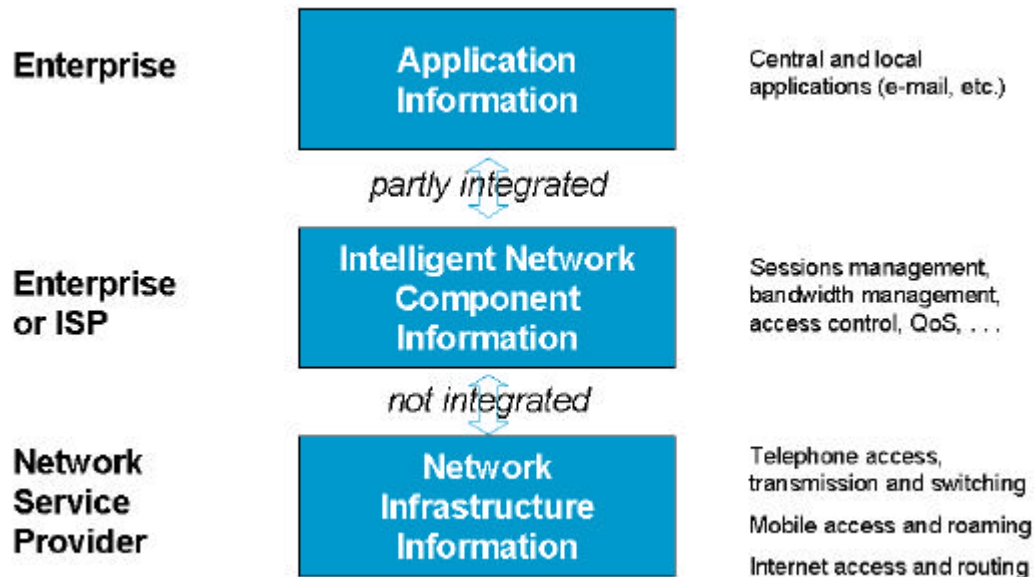 Enterprise
Application
Information
Central and local
applications (e-mail, etc.)
partly integrated
Enterprise
or ISP
Intelligent Network
Component
Information
Sessions management,
bandwidth management,
access control, QoS, . . .
not integrated
Network
Service
Provider
Network
Infrastructure
Information
Telephone access,
transmission and switching
Mobile access and roaming
Internet access and routing